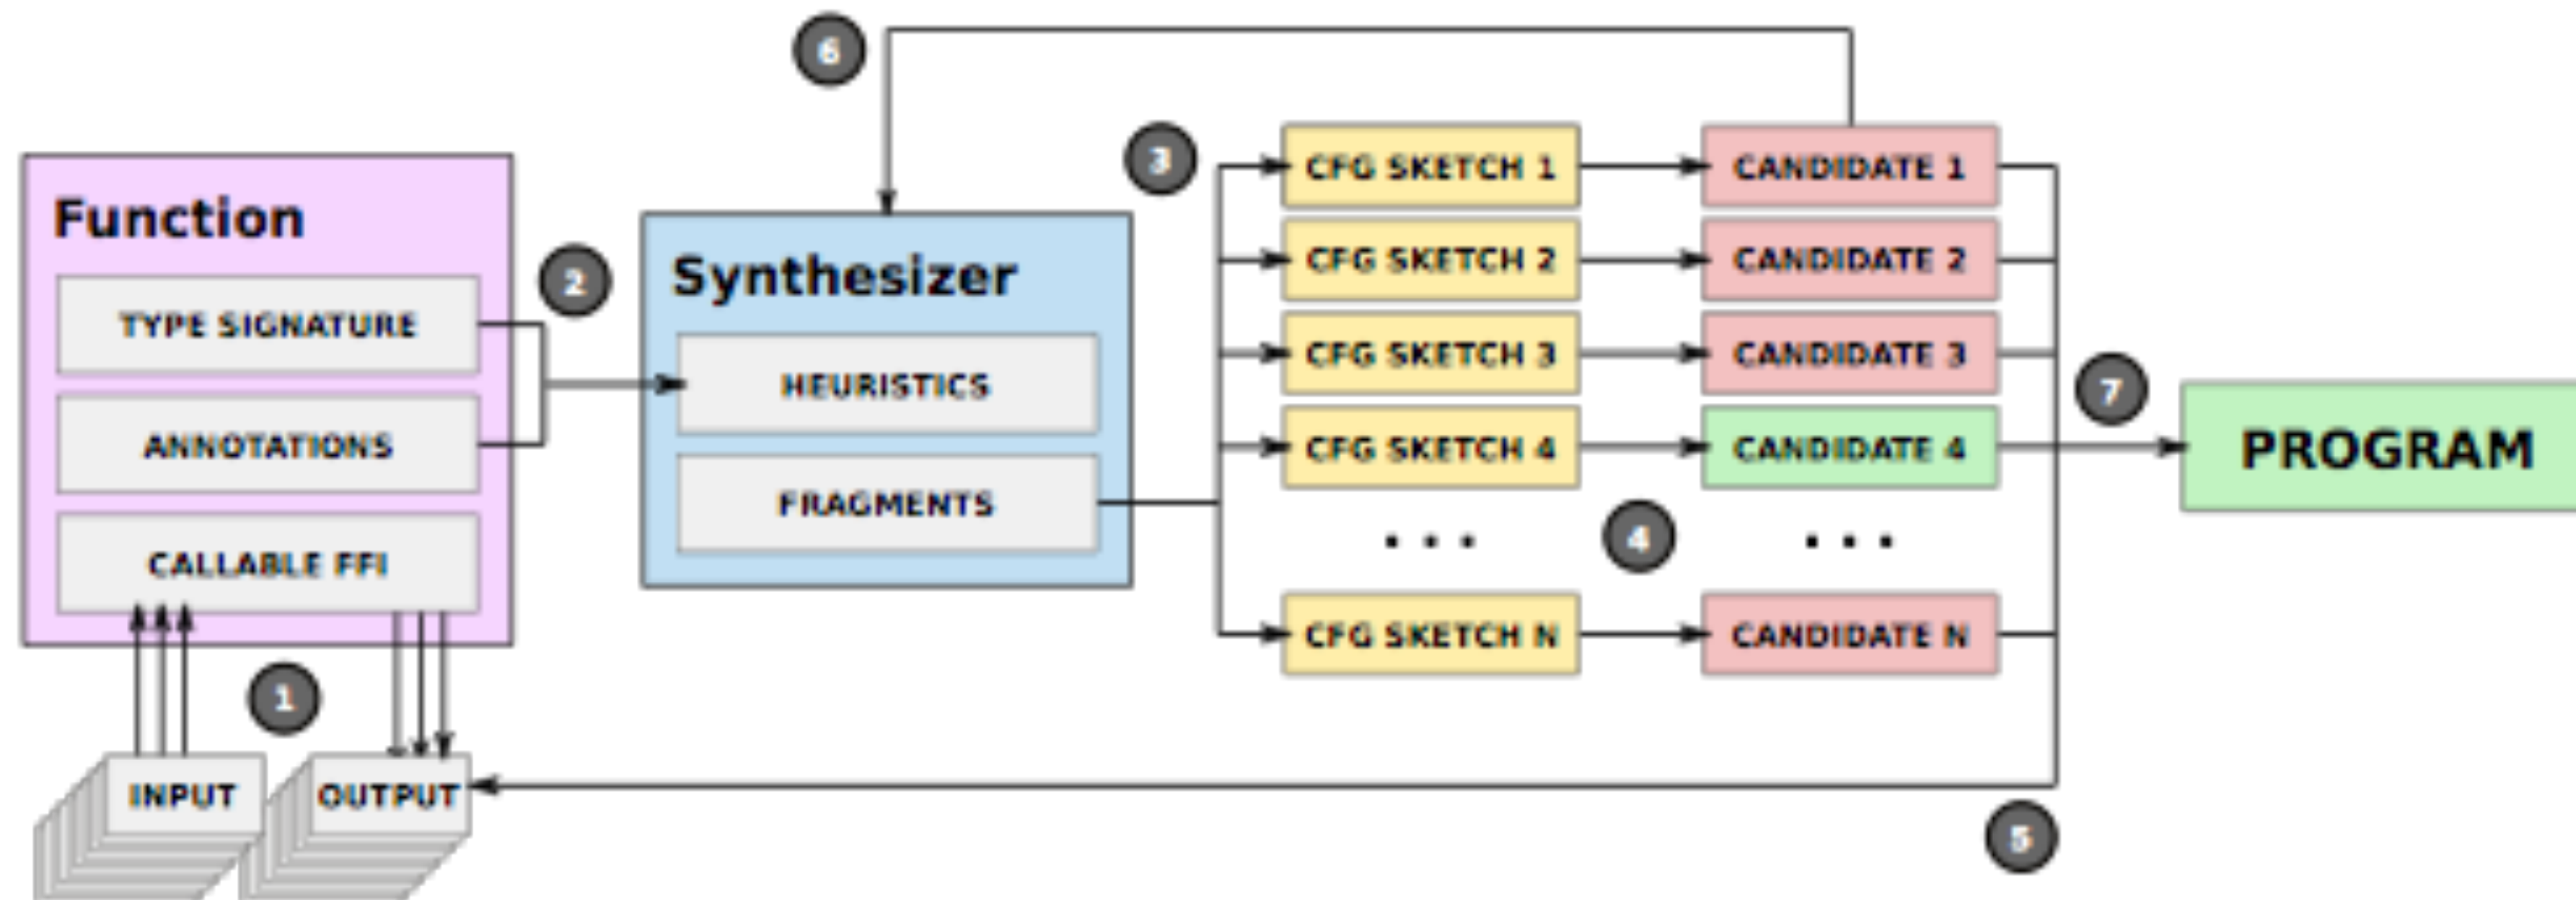 6
3
CFG SKETCH 1
CANDIDATE 1
Function
2
CFG SKETCH 2
CANDIDATE 2
Synthesizer
TYPE SIGNATURE
CFG SKETCH 3
CANDIDATE 3
HEURISTICS
7
ANNOTATIONS
CFG SKETCH 4
CANDIDATE 4
PROGRAM
FRAGMENTS
. . .
4
. . .
CALLABLE FFI
CFG SKETCH N
CANDIDATE N
1
INPUT
OUTPUT
5